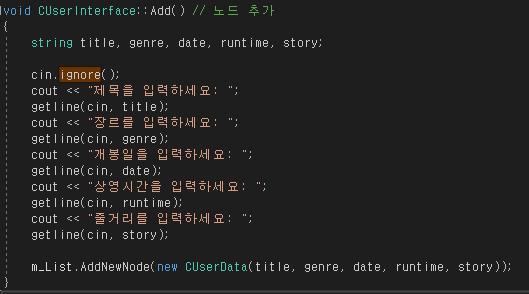 void CUserInterface::Add() // 노드 추가
{
string title, genre, date, runtime, story;
cin.ignore();
cout << "제목을 입력하세요: ";
getline(cin, title);
cout << "장르를 입력하세요: ";
getline(cin, genre);
cout << "개봉일을 입력하세요: ";
getline(cin, date);
cout << "상영시간을 입력하세요: ";
getline(cin, runtime);
cout << "줄거리를 입력하세요: ";
getline(cin, story);
m_List.AddNewNode(new CUserData(title, genre, date, runtime, story));
}